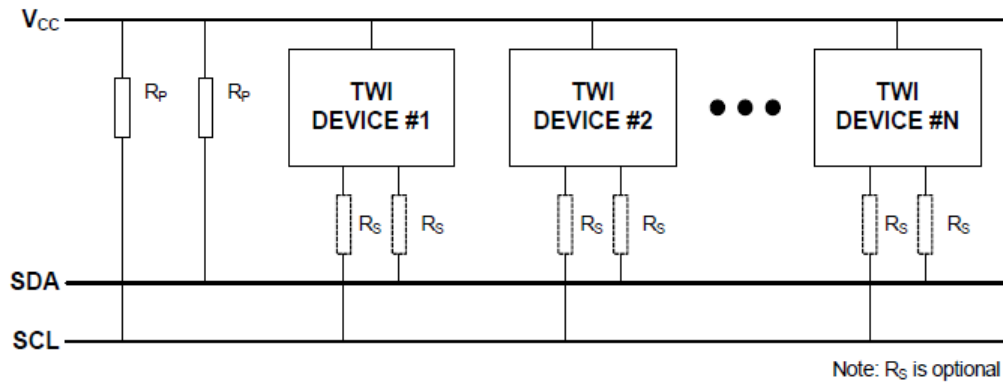 VCC
RP
RP
TWI
DEVICE #1
TWI
DEVICE #2
TWI
DEVICE #N
RS
RS
RS
RS
RS
RS
SDA
SCL
Note: RS is optional